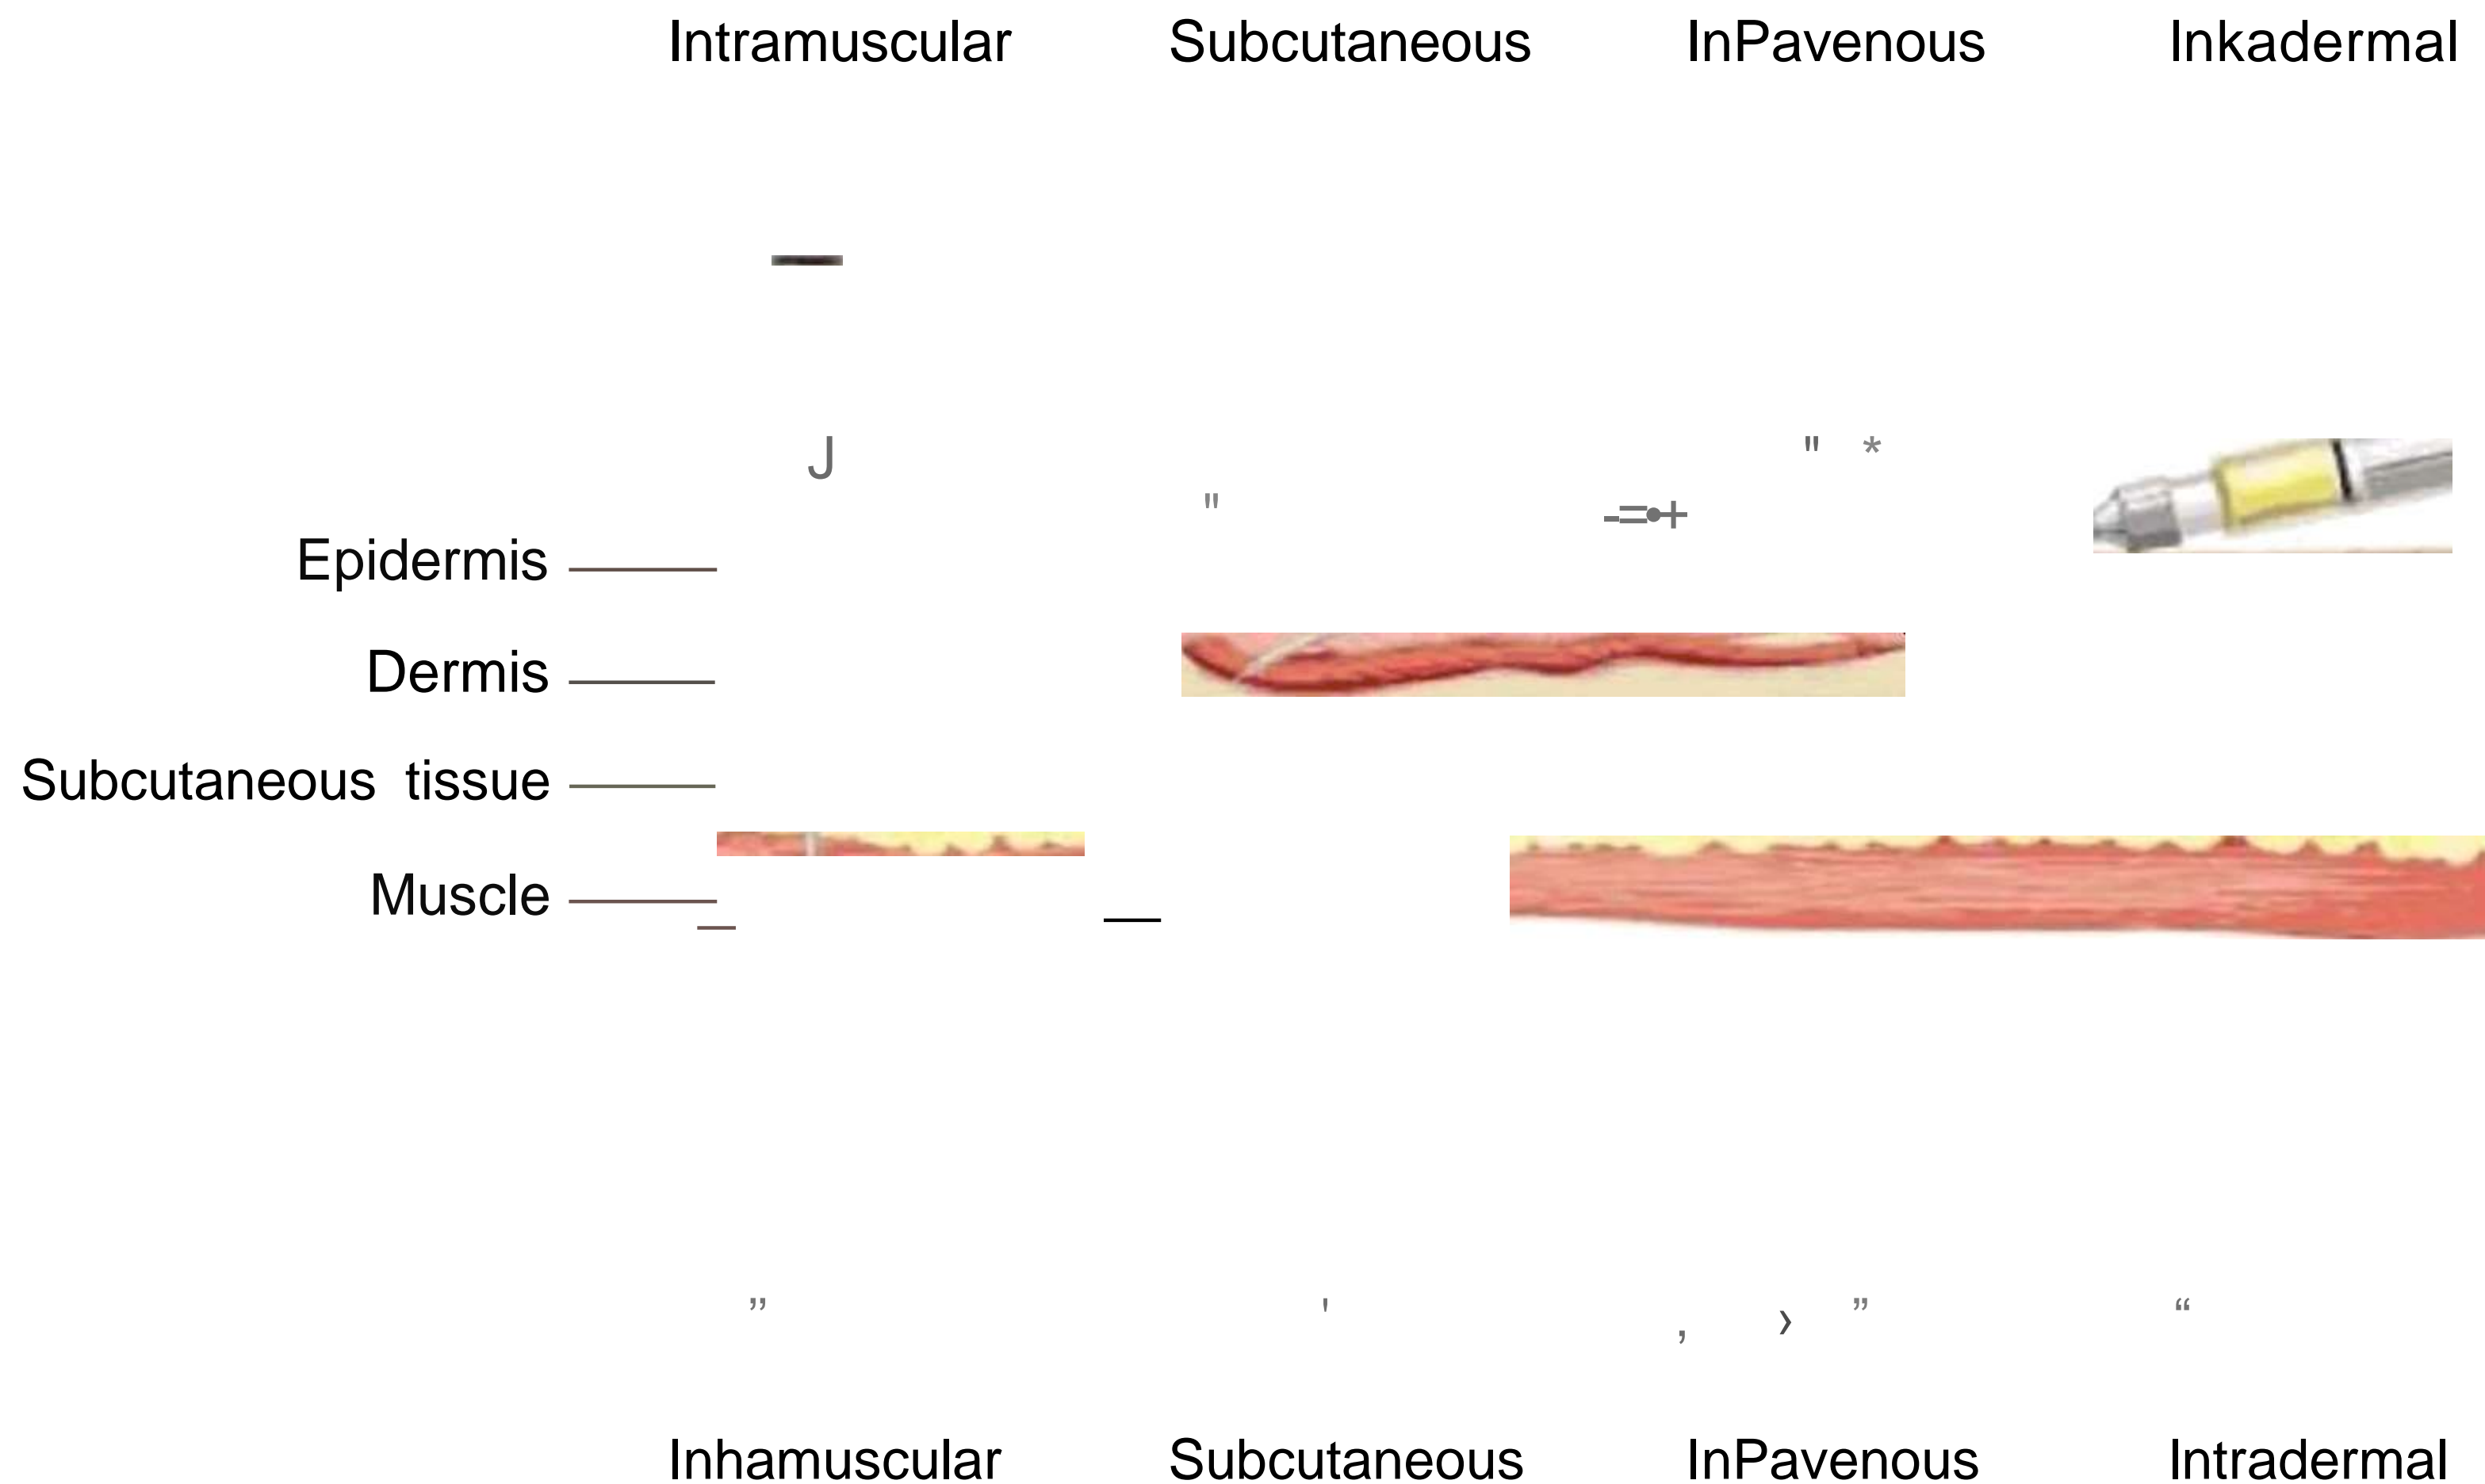 Intramuscular Subcutaneous InPavenous Inkadermal
J
" *
"
-=•+
Epidermis
Dermis
Subcutaneous tissue
Muscle
” ' , › ” “
Inhamuscular Subcutaneous InPavenous Intradermal